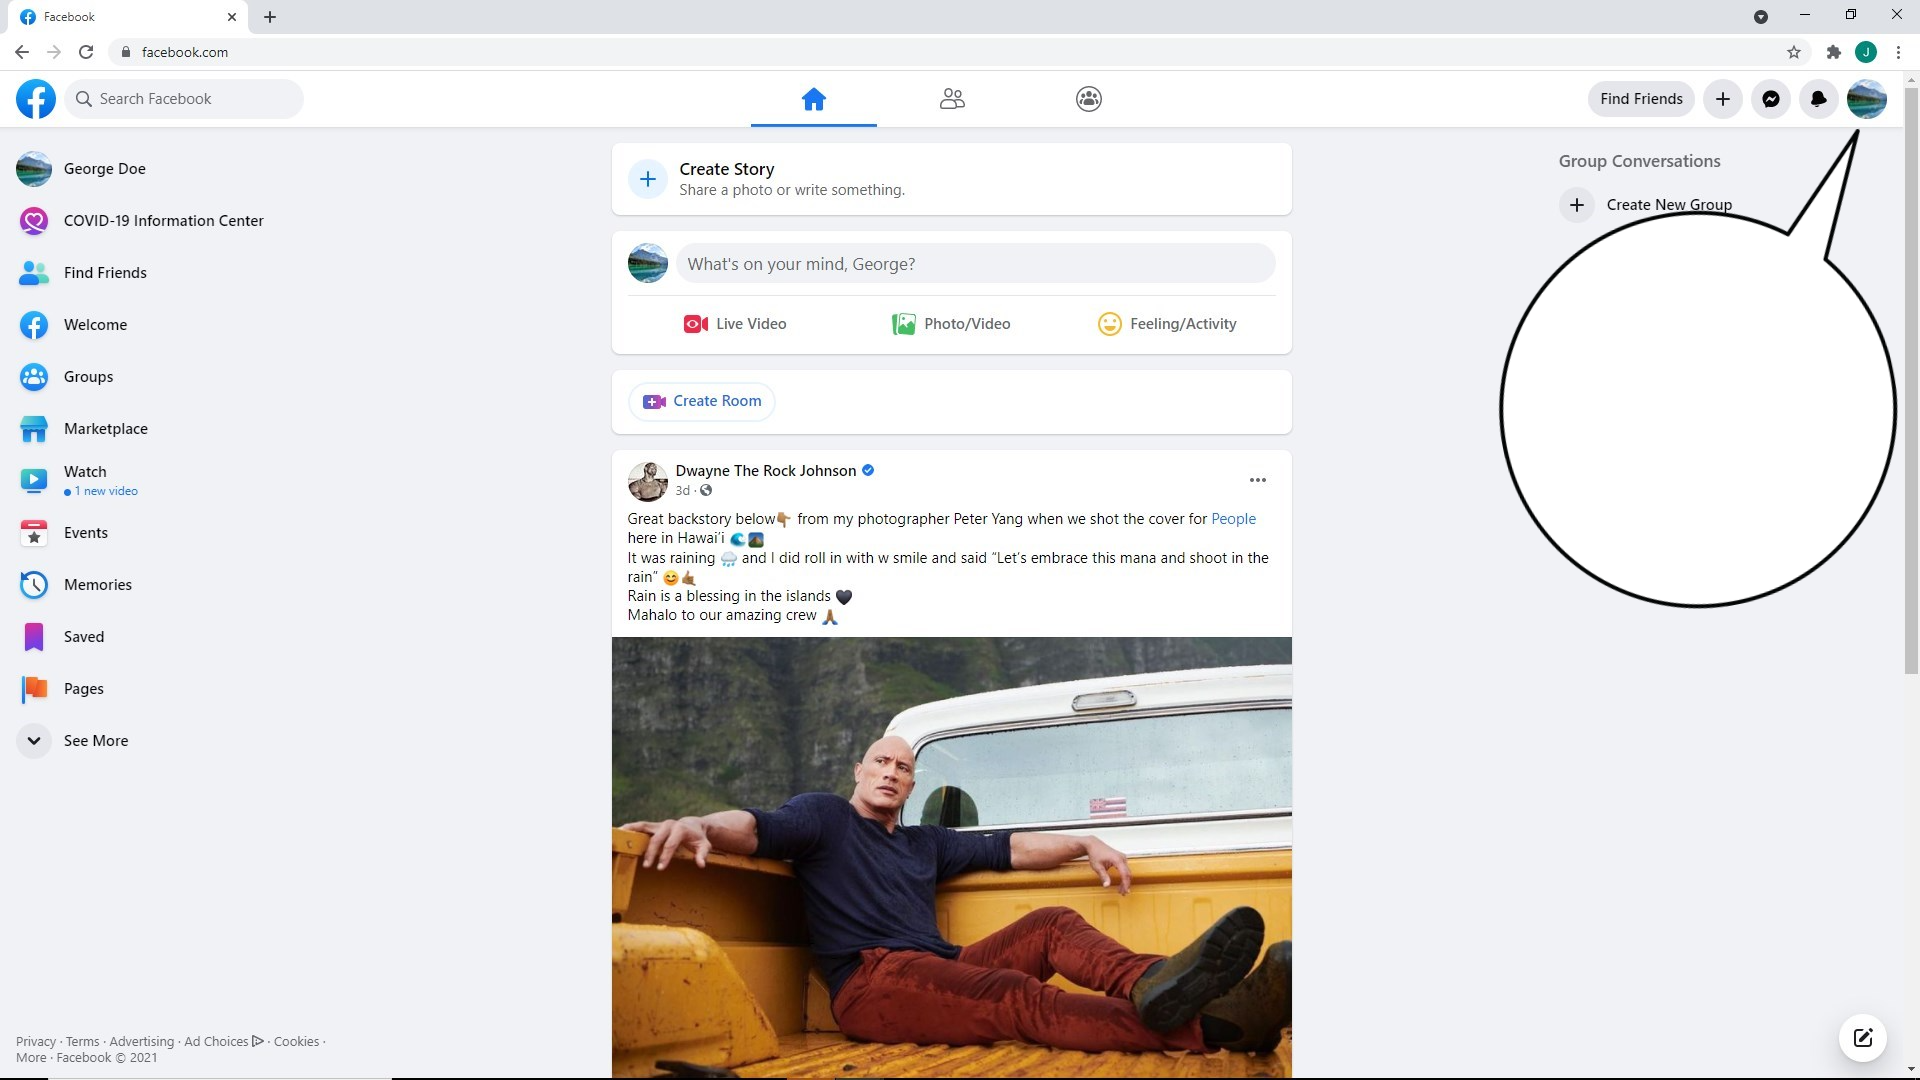 Facebook
facebook.com
J
Search Facebook
Find Friends
George Doe
COVID-19 Information Center
Find Friends
Welcome
Groups
Marketplace
Watch
1 new video
Events
Memories
Saved
Pages
See More
Privacy · Terms · Advertising · Ad Choices · Cookies ·
More · Facebook © 2021
Create Story
Share a photo or write something.
What's on your mind, George?
Live Video
Photo/Video
Feeling/Activity
Create Room
Dwayne The Rock Johnson
3d ·
Great backstory below👇🏾 from my photographer Peter Yang when we shot the cover for People
here in Hawai’i 🌊🌋
It was raining 🌧 and I did roll in with w smile and said “Let’s embrace this mana and shoot in the
rain” 😊🤙🏾
Rain is a blessing in the islands 🖤
Mahalo to our amazing crew 🙏🏾
Group Conversations
Create New Group